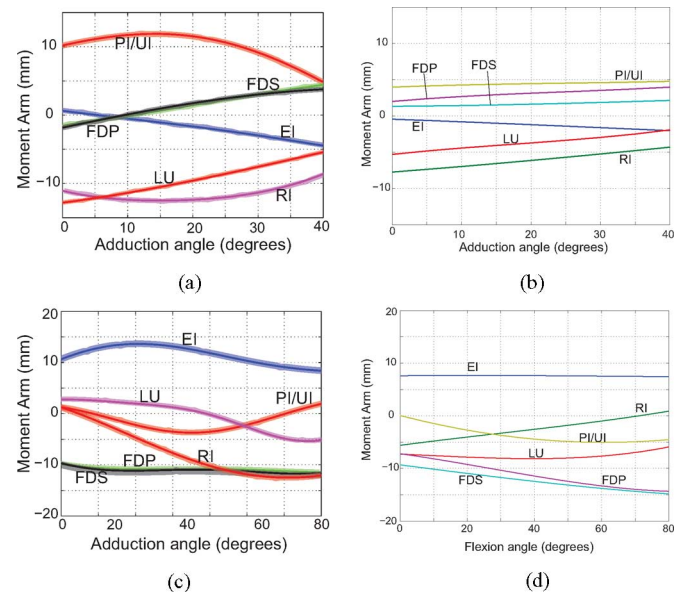 Moment Arm (mm)
10
0
−10
PI/UI
FDS
FDP
EI
LU
RI
0 10 20 30 40
Adduction angle (degrees)
(a)
Moment Arm (mm)
10
0
−10
FDP
FDS
PI/UI
EI
LU
RI
0 10 20 30 40
Adduction angle (degrees)
(b)
Moment Arm (mm)
20
10
0
−10
−20
EI
LU
PI/UI
FDP
RI
FDS
0 20 40 60 80
Adduction angle (degrees)
(c)
Moment Arm (mm)
20
10
0
−10
−20
EI
RI
PI/UI
LU
FDS
FDP
0 20 40 60 80
Flexion angle (degrees)
(d)